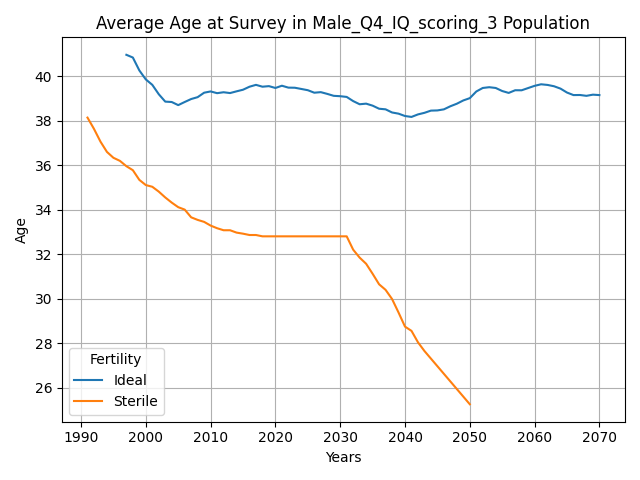 Average Age at Survey in Male_Q4_IQ_scoring_3 Population
Age
40
38
36
34
32
30
28
26
Fertility
Ideal
Sterile
1990 2000 2010 2020 2030 2040 2050 2060 2070
Years